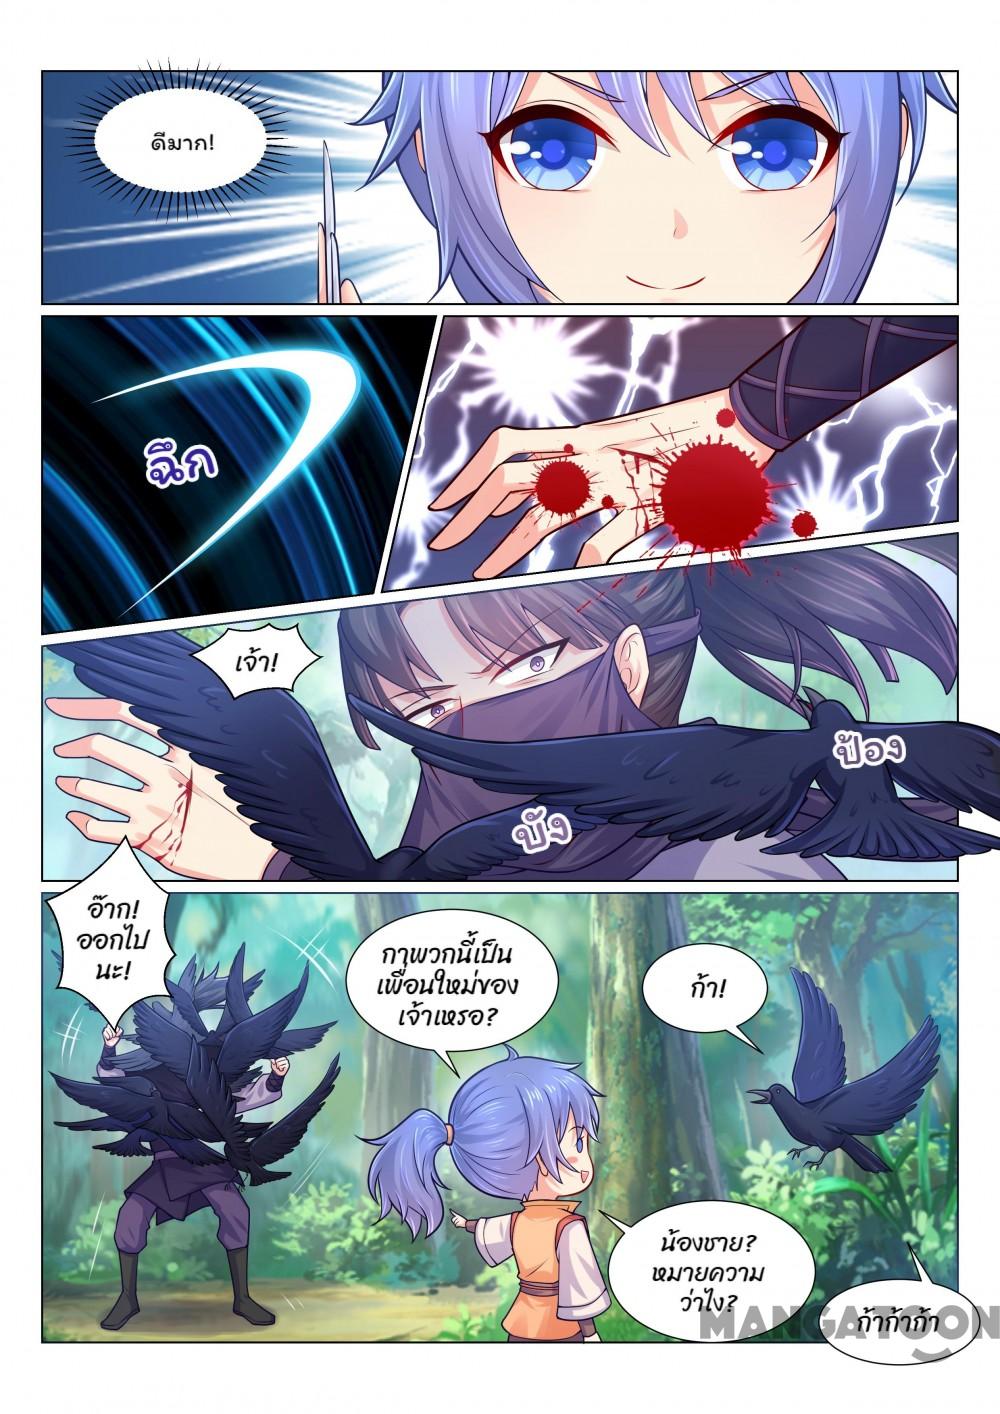 ดีมาก!
ฉึก
เจ้า!
ป้อง
บัง
อ๊าก!
ออกไป
นะ!
กาพวกนี้เป็น
เพื่อนใหม่ของ
เจ้าเหรอ?
ก้า!
น้องชาย?
หมายความ
ว่าไง?
ก้าก้าก้า
MANGATOON